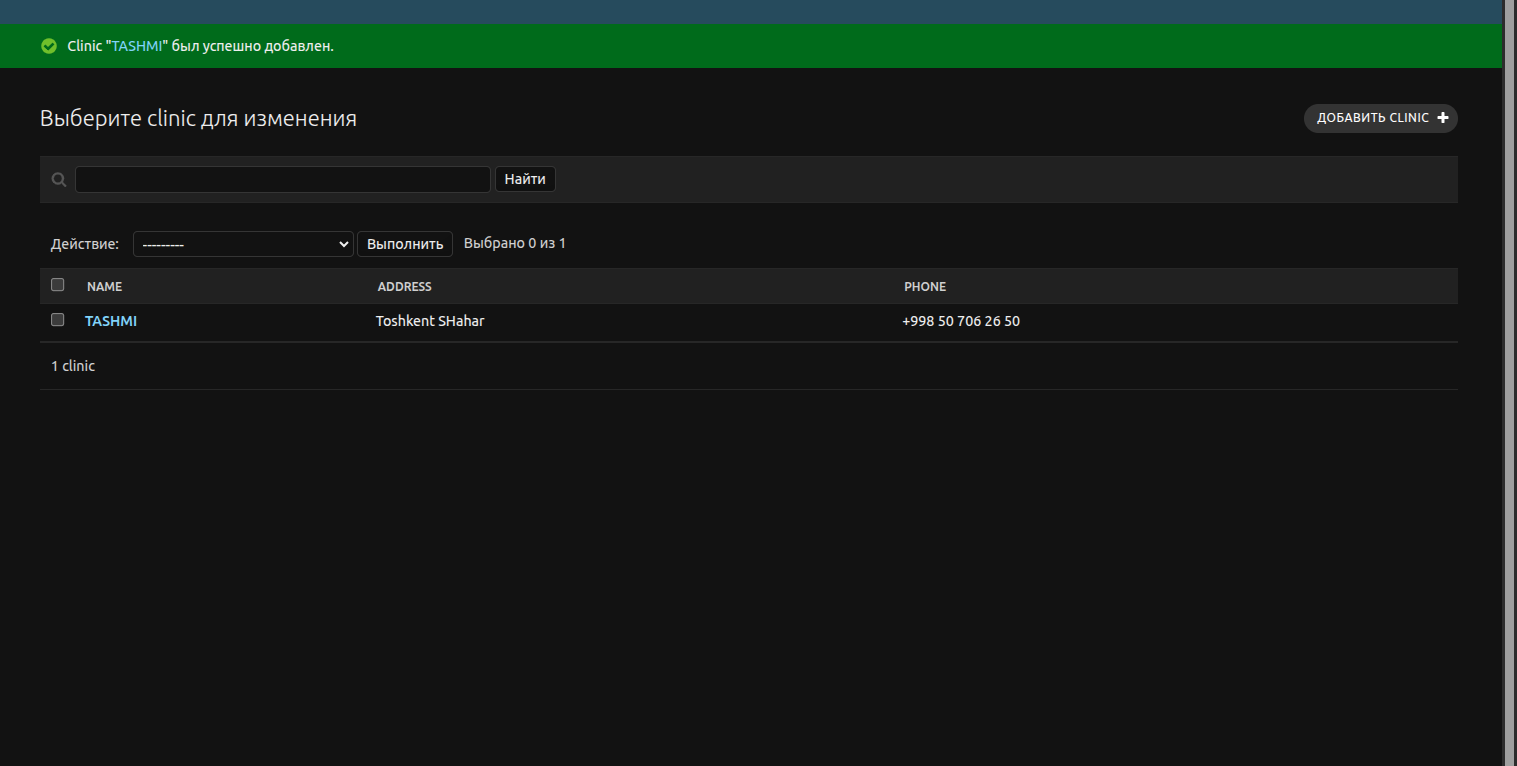 Clinic "TASHMI" был успешно добавлен.
Выберите clinic для изменения
ДОБАВИТЬ CLINIC
Найти
Действие: --------- Выполнить Выбрано 0 из 1
NAME ADDRESS PHONE
TASHMI Toshkent SHahar +998 50 706 26 50
1 clinic